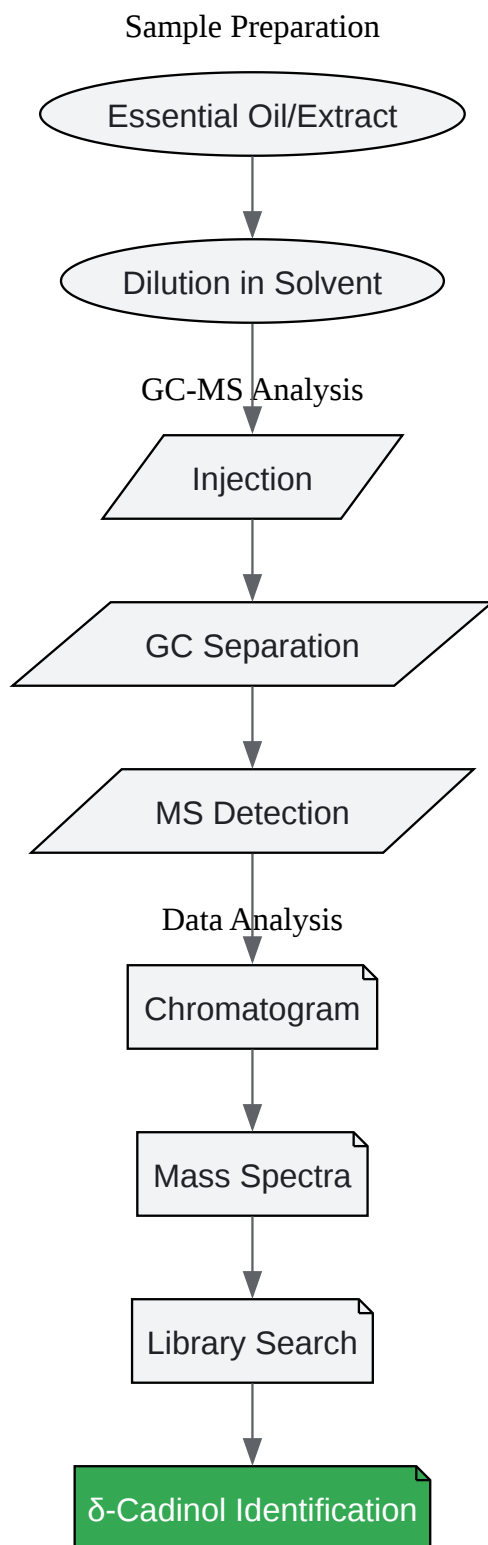 Sample Preparation
Essential Oil/Extract
Dilution in Solvent
GC-MS Analysis
Injection
GC Separation
MS Detection
Data Analysis
Chromatogram
Mass Spectra
Library Search
δ-Cadinol Identification